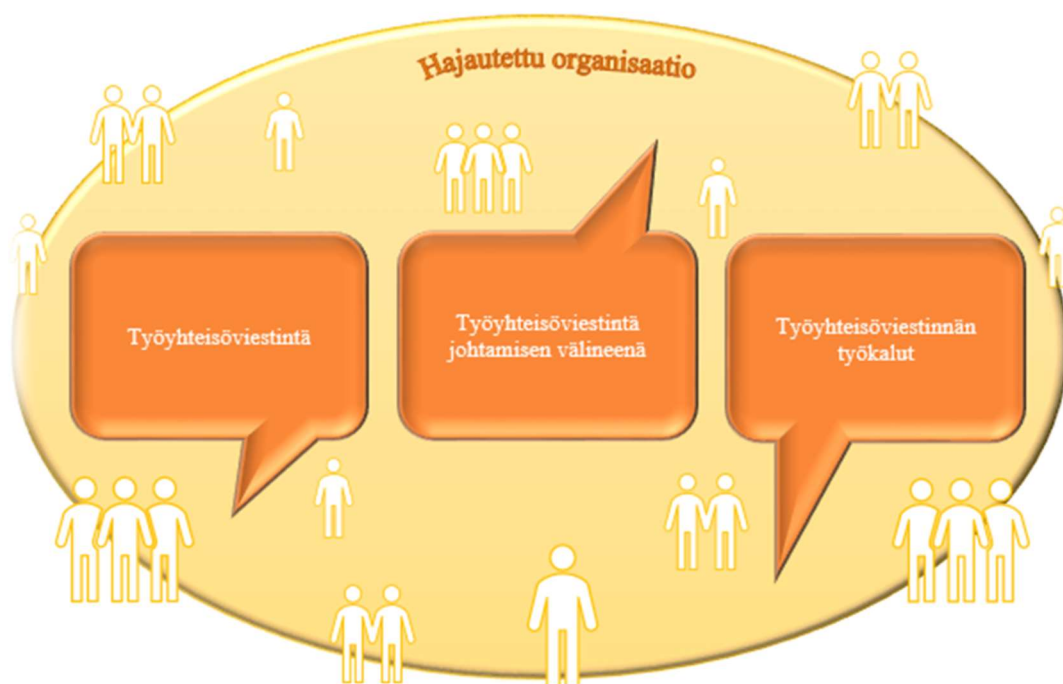 Hajautettu organisaatio
Työyhteisöviestintä
Työyhteisöviestintä
johtamisen välineenä
Työyhteisöviestinnän
työkalut